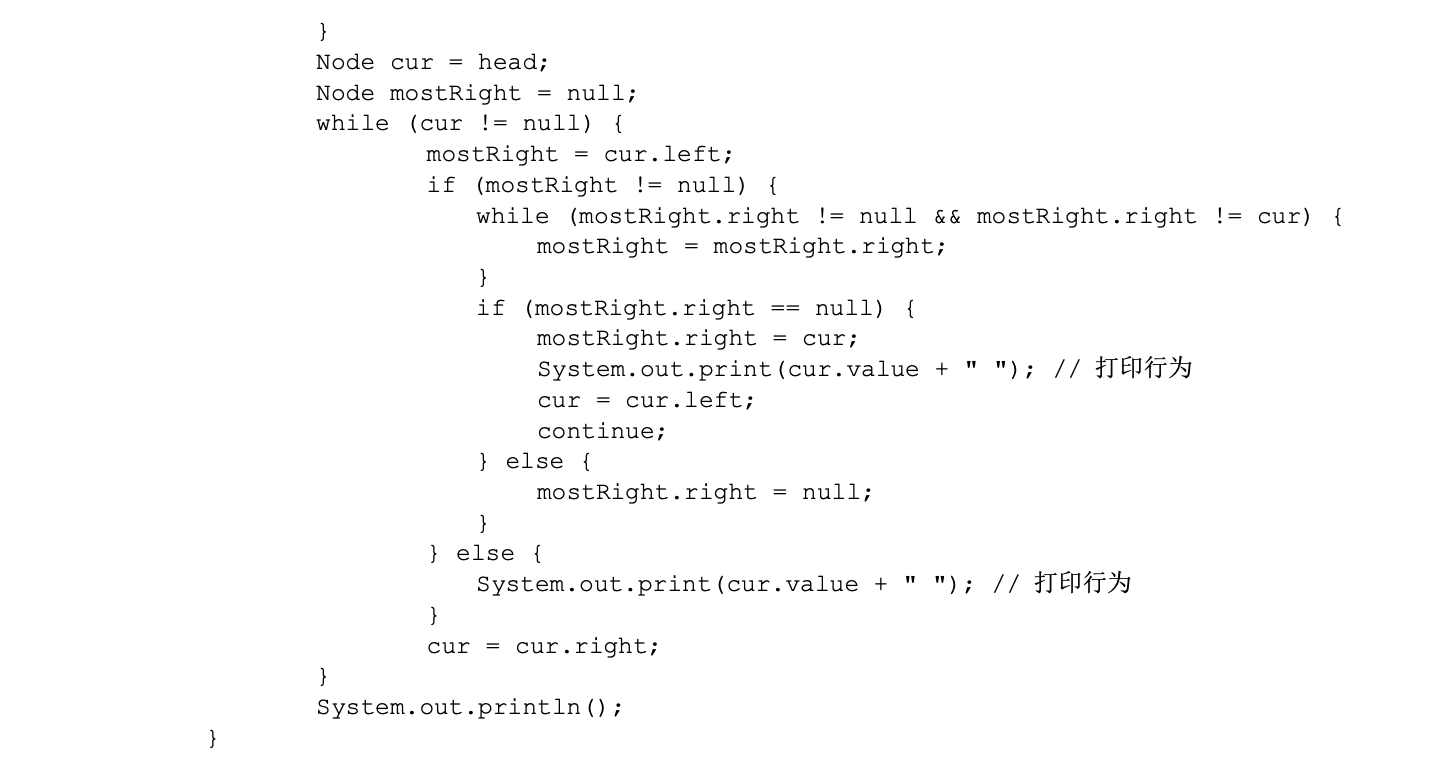 }
Node cur = head;
Node mostRight = null;
while (cur != null) {
mostRight = cur.left;
if (mostRight != null) {
while (mostRight.right != null && mostRight.right != cur) {
mostRight = mostRight.right;
}
if (mostRight.right == null) {
mostRight.right = cur;
System.out.print(cur.value + " "); // 打印行为
cur = cur.left;
continue;
} else {
mostRight.right = null;
}
} else {
System.out.print(cur.value + " "); // 打印行为
}
cur = cur.right;
}
System.out.println();
}